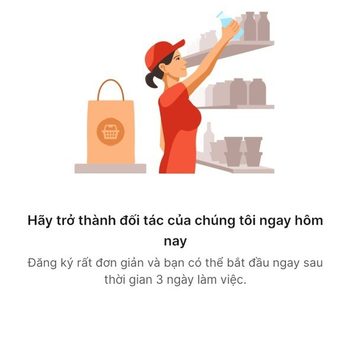 Hãy trở thành đối tác của chúng tôi ngay hôm
nay
Đăng ký rất đơn giản và bạn có thể bắt đầu ngay sau
thời gian 3 ngày làm việc.